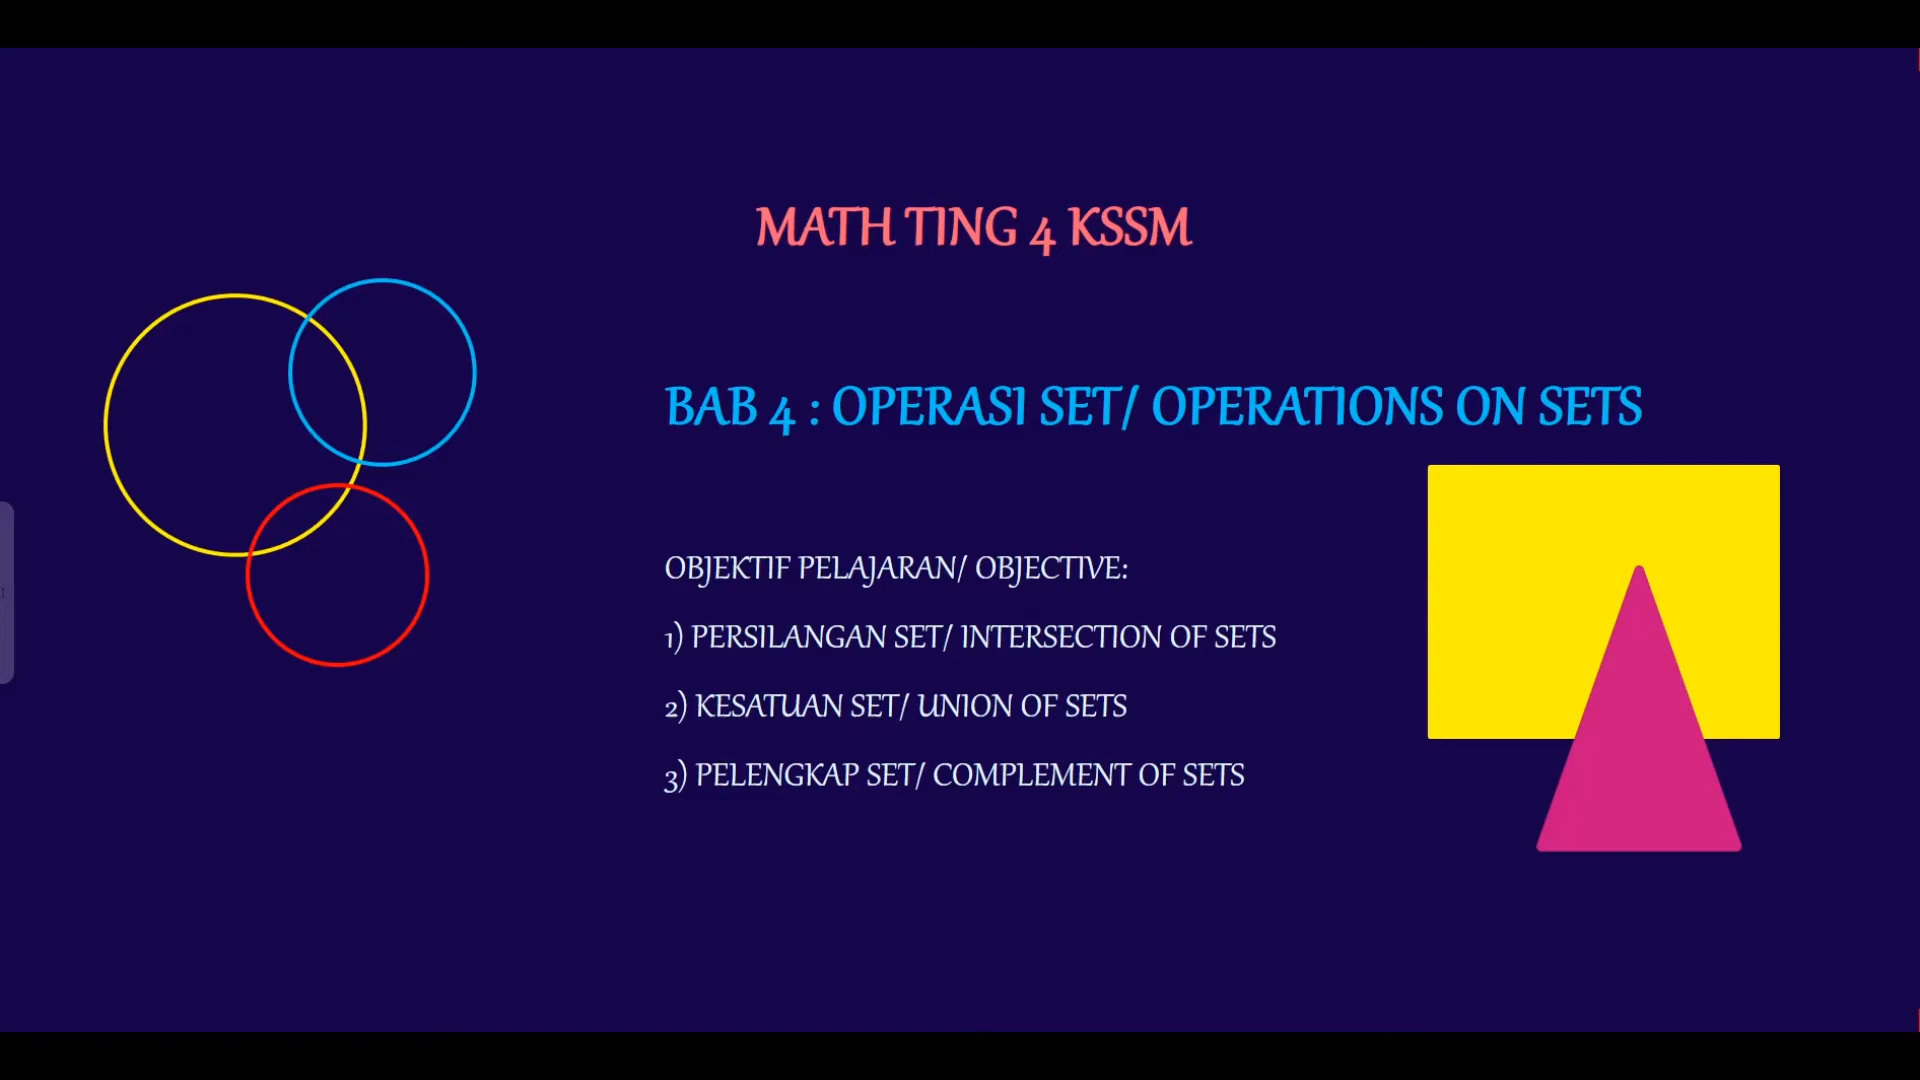 MATH TING 4 KSSM
BAB 4 : OPERASI SET/ OPERATIONS ON SETS
OBJEKTIF PELAJARAN/ OBJECTIVE:
1) PERSILANGAN SET/ INTERSECTION OF SETS
2) KESATUAN SET/ UNION OF SETS
3) PELENGKAP SET/ COMPLEMENT OF SETS